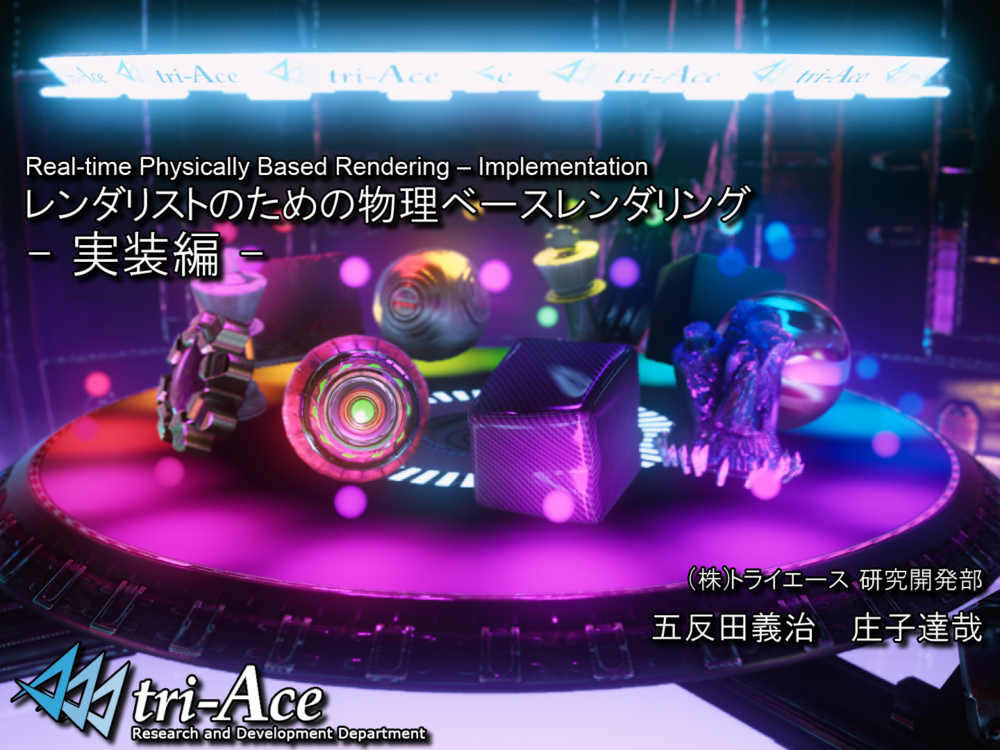 tri-Ace tri-Ace tri-Ace tri-Ace tri-Ace
Real-time Physically Based Rendering – Implementation
レンダリストのための物理ベースレンダリング
– 実装編 –
（株）トライエース 研究開発部
五反田義治　庄子達哉
tri-Ace
Research and Development Department